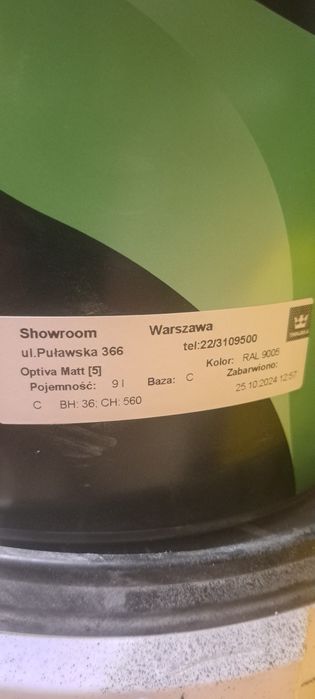 Showroom Warszawa
ul.Puławska 366 tel:22/3109500
Optiva Matt [5] Kolor: RAL 9005
Pojemność: 9 l Baza: C Zabarwiono:
C BH: 36; CH: 560 25.10.2024 12:57